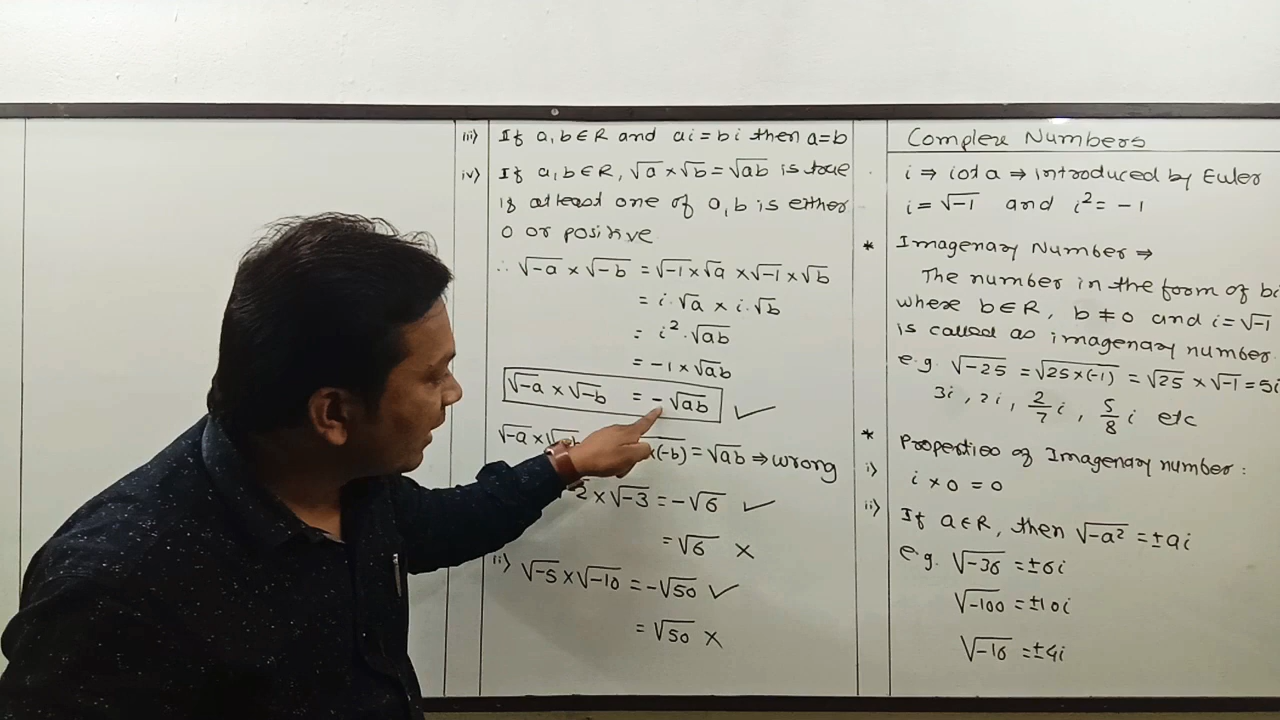 Complex Numbers
i ⇒ iota ⇒ introduced by Euler
i = √-1 and i² = -1
* Imagenary Number ⇒
The number in the form of bi
where b∈R, b ≠ 0 and i = √-1
is called as imagenary number.
e.g. √-25 = √25×(-1) = √25 × √-1 = 5i
3i, 2i, 2/7 i, 5/8 i etc
* Properties of Imagenary number:
i) i × 0 = 0
ii) If a∈R, then √-a² = ±ai
e.g. √-36 = ±6i
√-100 = ±10i
√-16 = ±4i
iii) If a,b∈R and ai = bi then a=b
iv) If a,b∈R, √a × √b = √ab is true
if atleast one of a,b is either
0 or positive
∴ √-a × √-b = √-1 × √a × √-1 × √b
= i·√a × i·√b
= i²·√ab
= -1 × √ab
√-a × √-b = -√ab ✓
√-a × ×(-b) = √ab ⇒ wrong
2 × √-3 = -√6 ✓
= √6 ×
ii) √-5 × √-10 = -√50 ✓
= √50 ×